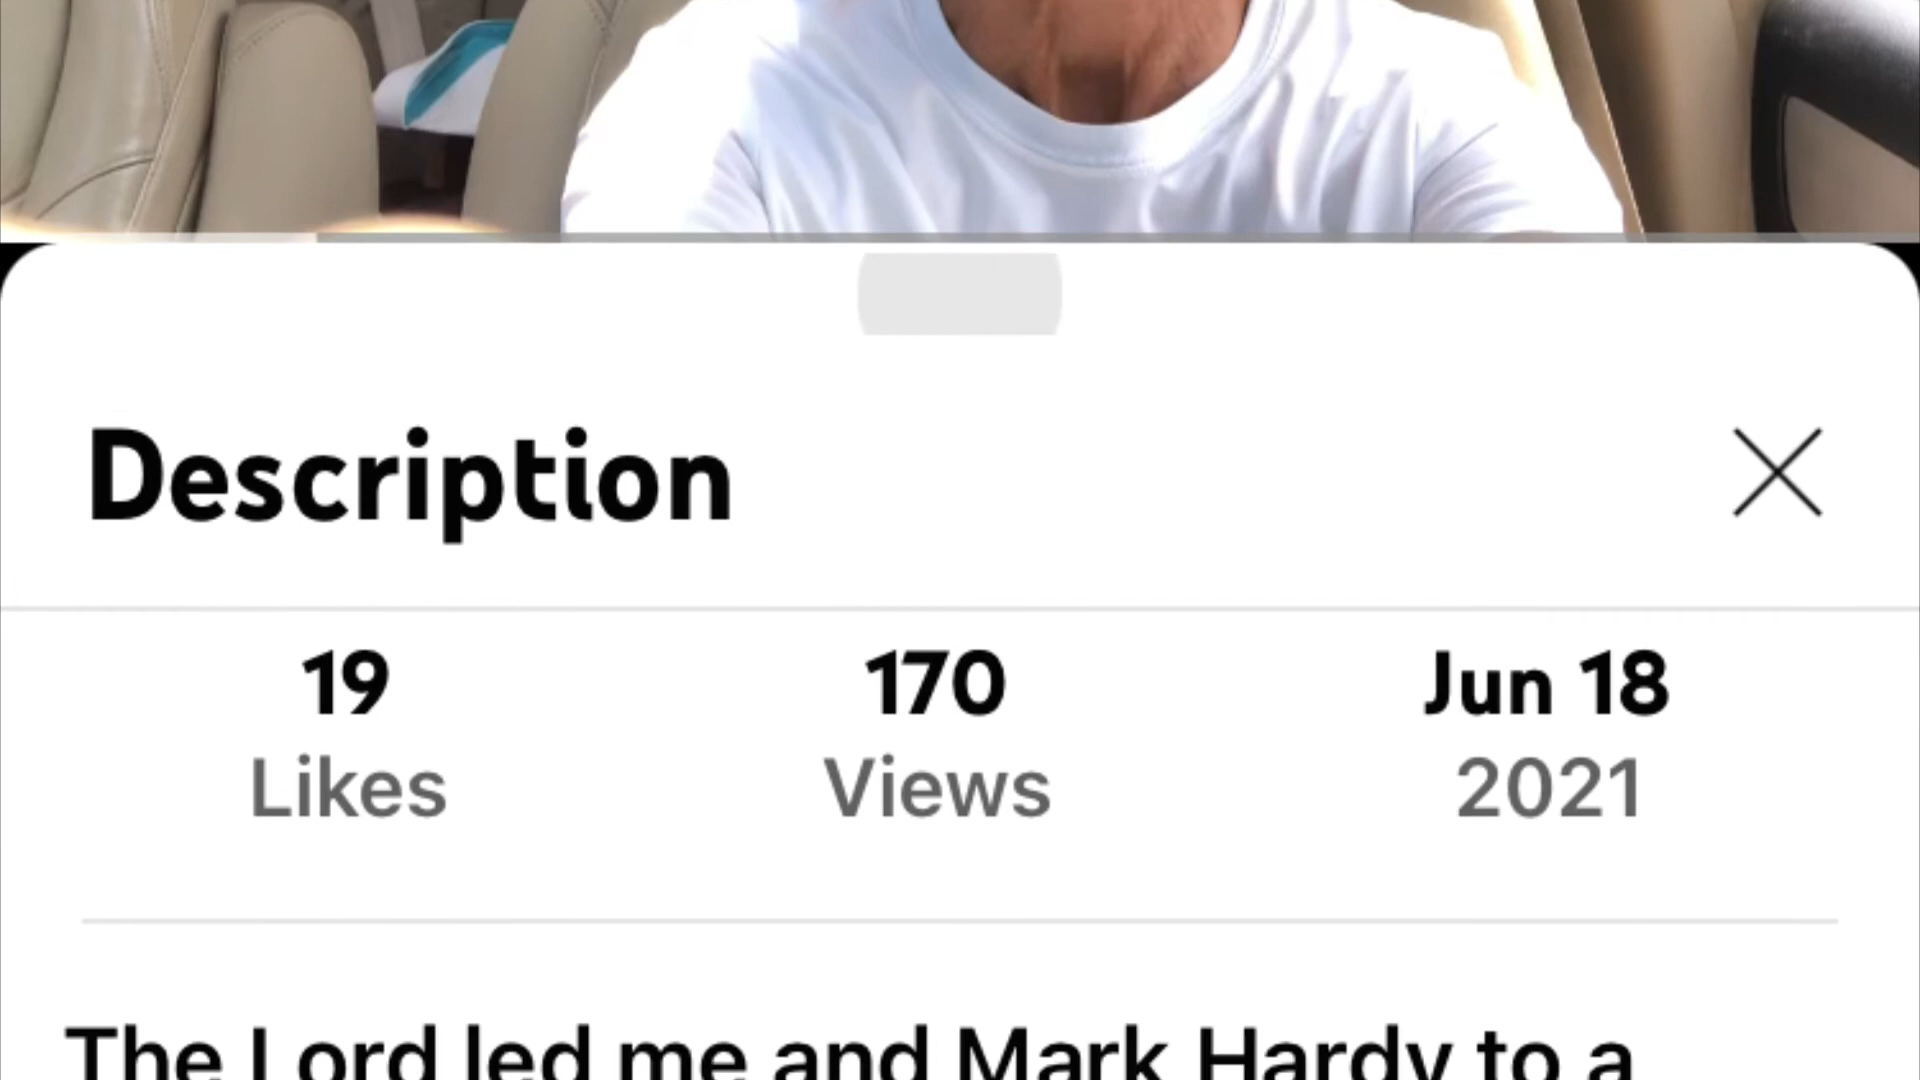 Description
19
170
Jun 18
Likes
Views
2021
The Lord led me and Mark Hardy to a